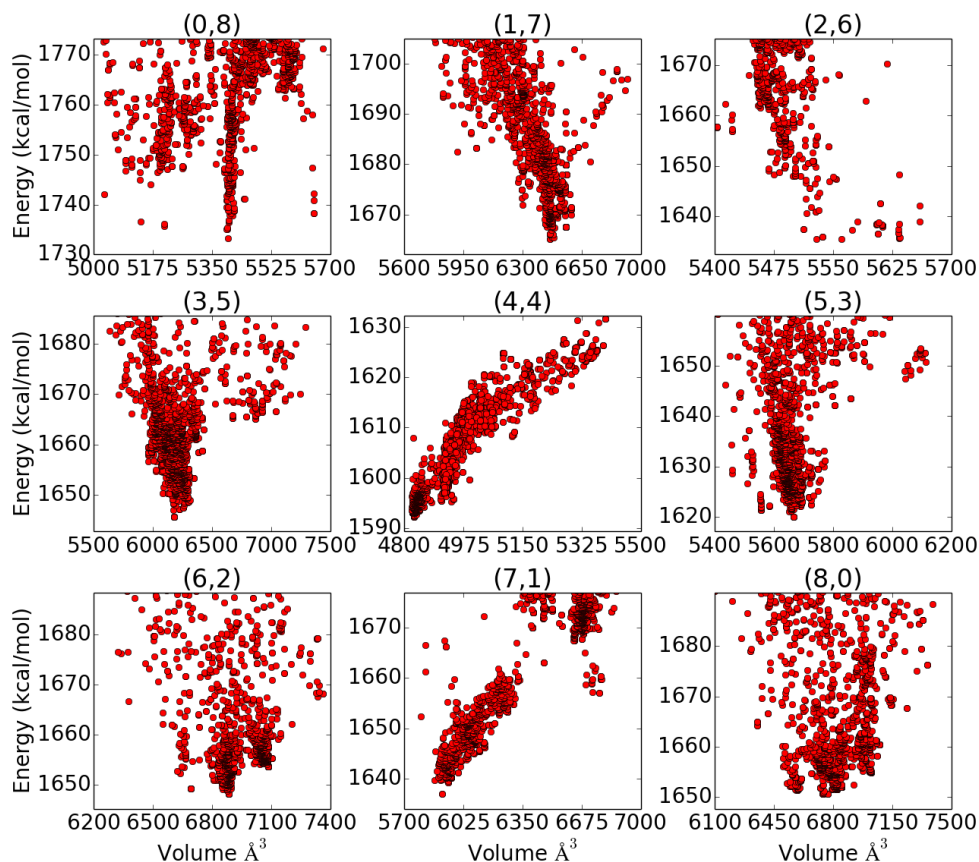 (0,8) (1,7) (2,6)
Energy (kcal/mol)
1770
1760
1750
1740
1730
5000 5175 5350 5525 5700
1700
1690
1680
1670
5600 5950 6300 6650 7000
1670
1660
1650
1640
5400 5475 5550 5625 5700
(3,5) (4,4) (5,3)
Energy (kcal/mol)
1680
1670
1660
1650
5500 6000 6500 7000 7500
1630
1620
1610
1600
1590
4800 4975 5150 5325 5500
1650
1640
1630
1620
5400 5600 5800 6000 6200
(6,2) (7,1) (8,0)
Energy (kcal/mol)
1680
1670
1660
1650
6200 6500 6800 7100 7400
Volume Å³
1670
1660
1650
1640
5700 6025 6350 6675 7000
Volume Å³
1680
1670
1660
1650
6100 6450 6800 7150 7500
Volume Å³